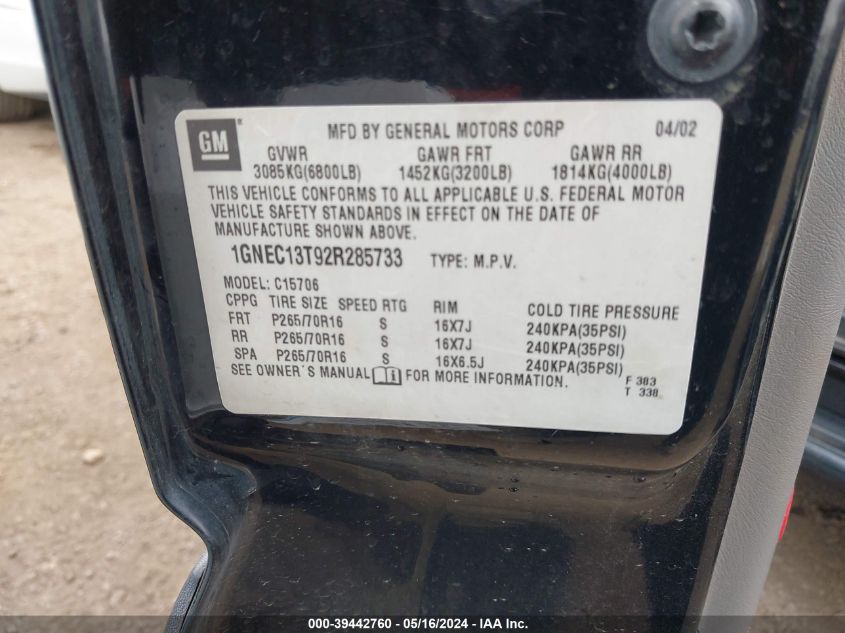 GM ® MFD BY GENERAL MOTORS CORP 04/02
GVWR GAWR FRT GAWR RR
3085KG(6800LB) 1452KG(3200LB) 1814KG(4000LB)
THIS VEHICLE CONFORMS TO ALL APPLICABLE U.S. FEDERAL MOTOR
VEHICLE SAFETY STANDARDS IN EFFECT ON THE DATE OF
MANUFACTURE SHOWN ABOVE.
1GNEC13T92R285733 TYPE: M.P.V.
MODEL: C15706
CPPG TIRE SIZE SPEED RTG RIM COLD TIRE PRESSURE
FRT P265/70R16 S 16X7J 240KPA(35PSI)
RR P265/70R16 S 16X7J 240KPA(35PSI)
SPA P265/70R16 S 16X6.5J 240KPA(35PSI)
SEE OWNER'S MANUAL FOR MORE INFORMATION.
F 383
T 338
000-39442760 - 05/16/2024 - IAA Inc.